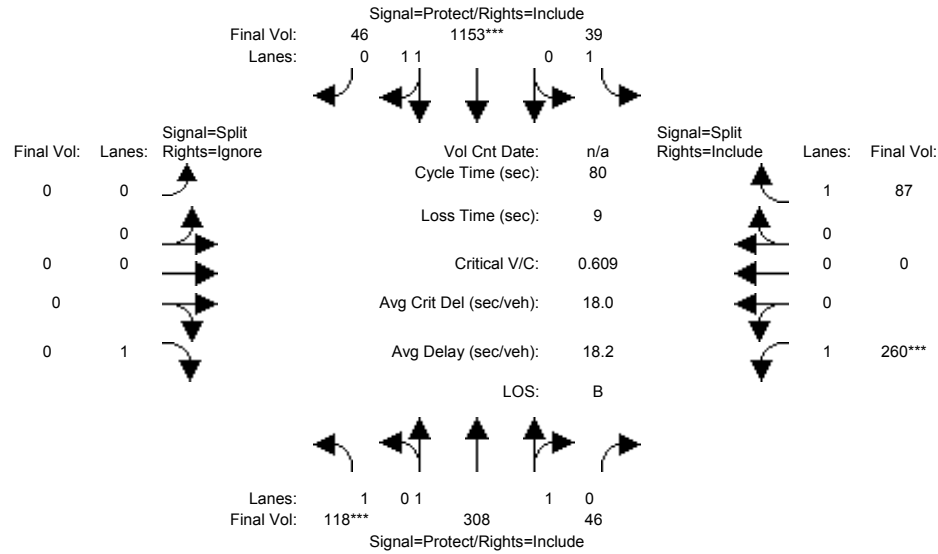 Signal=Protect/Rights=Include
Final Vol: 46 1153*** 39
Lanes: 0 1 1 0 1
Signal=Split
Final Vol: Lanes: Rights=Ignore
Vol Cnt Date: n/a
Signal=Split
Rights=Include Lanes: Final Vol:
Cycle Time (sec): 80
0 0
1 87
Loss Time (sec): 9
0
0
0 0
Critical V/C: 0.609
0 0
0
Avg Crit Del (sec/veh): 18.0
0
0 1
Avg Delay (sec/veh): 18.2
1 260***
LOS: B
Lanes: 1 0 1 1 0
Final Vol: 118*** 308 46
Signal=Protect/Rights=Include